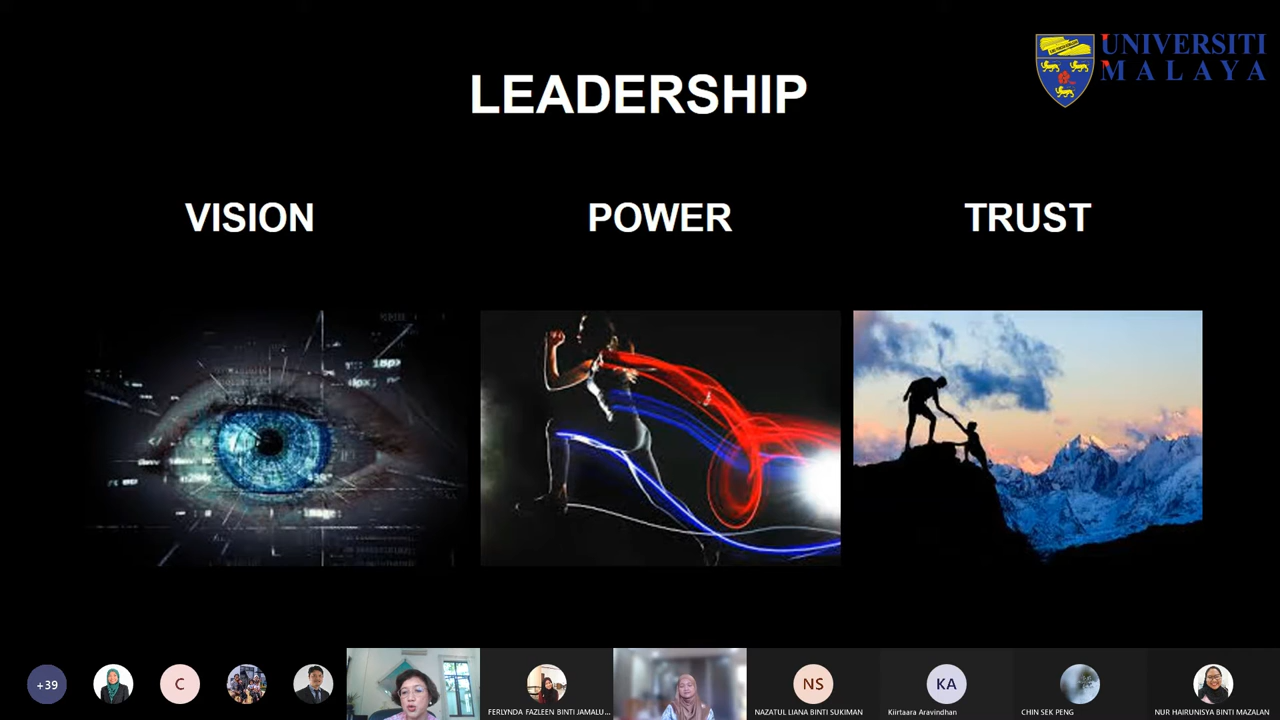 UNIVERSITI
MALAYA
LEADERSHIP
VISION
POWER
TRUST
+39
C
NS
KA
FERLYNDA FAZLEEN BINTI JAMALU...
NAZATUL LIANA BINTI SUKIMAN
Kiirtaara Aravindhan
CHIN SEK PENG
NUR HAIRUNISYA BINTI MAZALAN